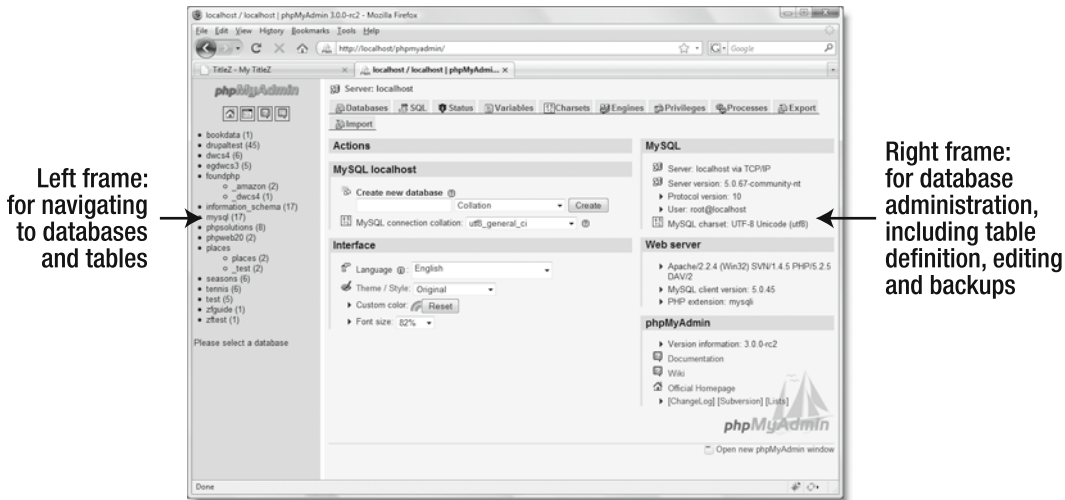 localhost / localhost | phpMyAdmin 3.0.0-rc2 - Mozilla Firefox
File Edit View History Bookmarks Tools Help
http://localhost/phpmyadmin/
Google
TitleZ - My TitleZ
localhost / localhost | phpMyAdmi...
phpMyAdmin
bookdata (1)
drupaltest (45)
dwcs4 (6)
egdwcs3 (5)
foundphp
_amazon (2)
_dwcs4 (1)
information_schema (17)
mysql (17)
phpsolutions (8)
phpweb20 (2)
places
places (2)
_test (2)
seasons (6)
tennis (6)
test (5)
zfguide (1)
zftest (1)
Please select a database
Server: localhost
Databases SQL Status Variables Charsets Engines Privileges Processes Export
Import
Actions
MySQL localhost
Create new database
Collation Create
MySQL connection collation: utf8_general_ci
Interface
Language : English
Theme / Style: Original
Custom color: Reset
Font size: 82%
MySQL
Server: localhost via TCP/IP
Server version: 5.0.67-community-nt
Protocol version: 10
User: root@localhost
MySQL charset: UTF-8 Unicode (utf8)
Web server
Apache/2.2.4 (Win32) SVN/1.4.5 PHP/5.2.5
DAV/2
MySQL client version: 5.0.45
PHP extension: mysqli
phpMyAdmin
Version information: 3.0.0-rc2
Documentation
Wiki
Official Homepage
[ChangeLog] [Subversion] [Lists]
phpMyAdmin
Open new phpMyAdmin window
Done
Left frame:
for navigating
to databases
and tables
Right frame:
for database
administration,
including table
definition, editing
and backups